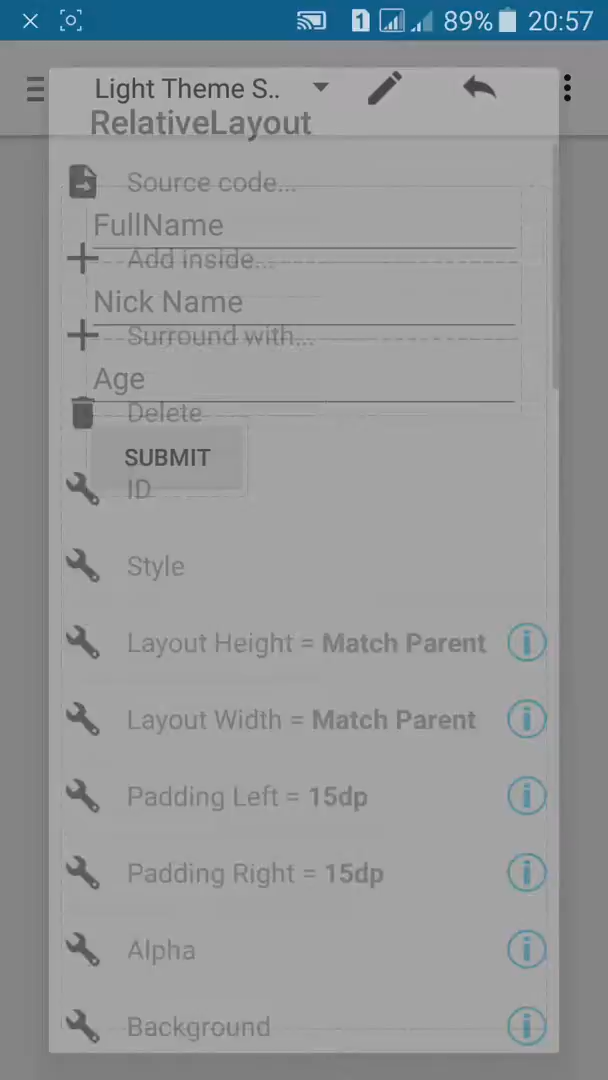 1 89% 20:57
Light Theme S..
RelativeLayout
Source code...
FullName
Add inside...
Nick Name
Surround with...
Age
Delete
SUBMIT
ID
Style
Layout Height = Match Parent
Layout Width = Match Parent
Padding Left = 15dp
Padding Right = 15dp
Alpha
Background